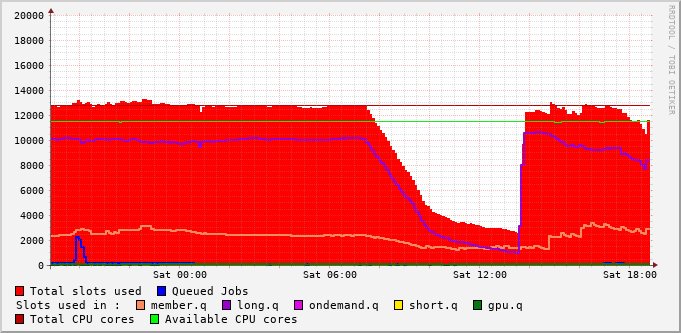 20000
18000
16000
14000
12000
10000
8000
6000
4000
2000
0
Sat 00:00 Sat 06:00 Sat 12:00 Sat 18:00
Total slots used Queued Jobs
Slots used in : member.q long.q ondemand.q short.q gpu.q
Total CPU cores Available CPU cores
RRDTOOL / TOBI OETIKER